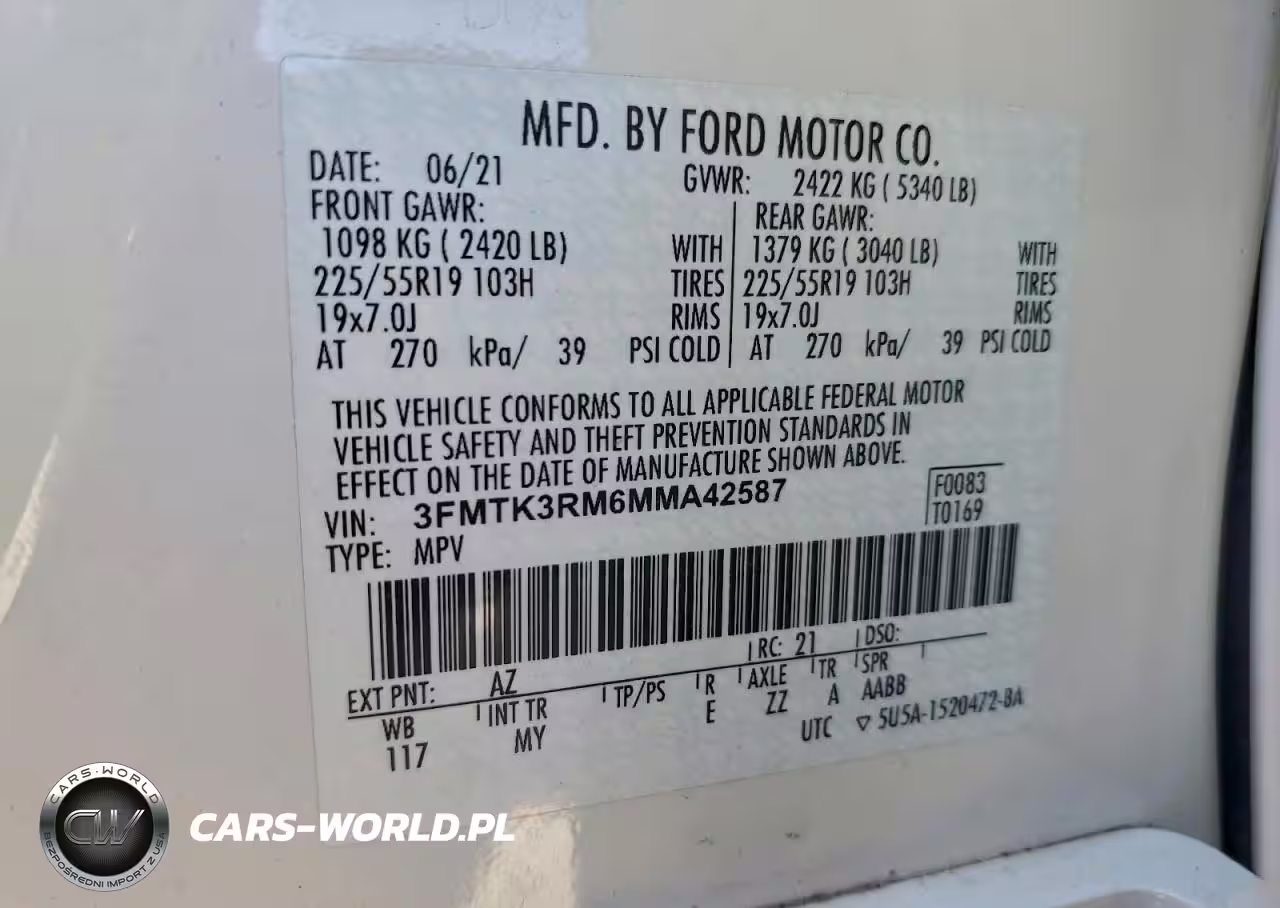 MFD. BY FORD MOTOR CO.
DATE: 06/21 GVWR: 2422 KG ( 5340 LB)
FRONT GAWR: REAR GAWR:
1098 KG ( 2420 LB) WITH 1379 KG ( 3040 LB) WITH
225/55R19 103H TIRES 225/55R19 103H TIRES
19x7.0J RIMS 19x7.0J RIMS
AT 270 kPa/ 39 PSI COLD AT 270 kPa/ 39 PSI COLD
THIS VEHICLE CONFORMS TO ALL APPLICABLE FEDERAL MOTOR
VEHICLE SAFETY AND THEFT PREVENTION STANDARDS IN
EFFECT ON THE DATE OF MANUFACTURE SHOWN ABOVE.
VIN: 3FMTK3RM6MMA42587 F0083
TYPE: MPV T0169
RC: 21 DSO:
EXT PNT: AZ
WB INT TR TP/PS R AXLE TR SPR
117 MY E ZZ A AABB
UTC ▽ 5U5A-1520472-BA
CARS-WORLD
CW
BEZPOŚREDNI IMPORT Z USA
CARS-WORLD.PL